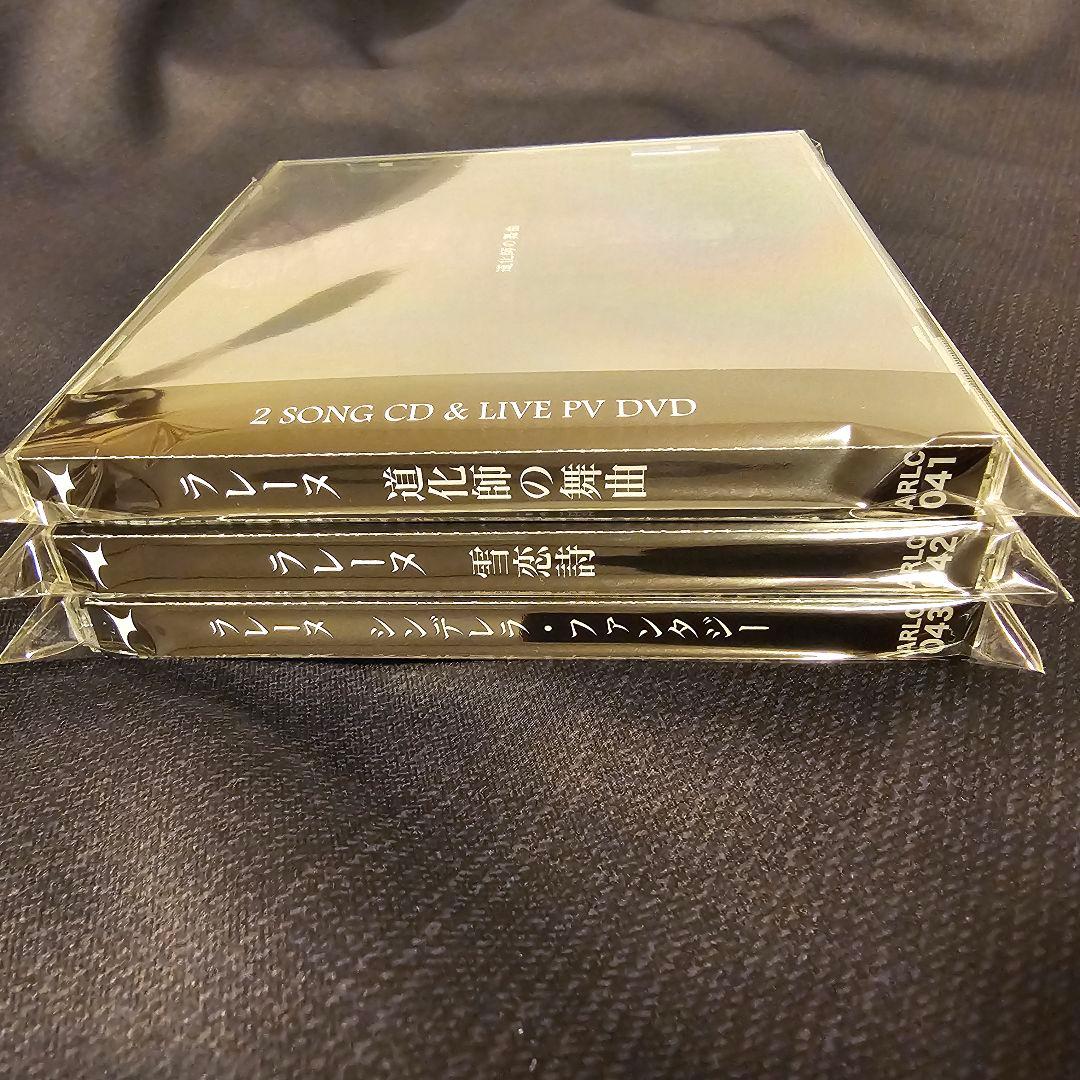 道化師の舞曲
2 SONG CD & LIVE PV DVD
ラレーヌ 道化師の舞曲 ARLC 041
ラレーヌ 雪恋詩 ARLC 042
ラレーヌ シンデレラ・ファンタジー ARLC 043